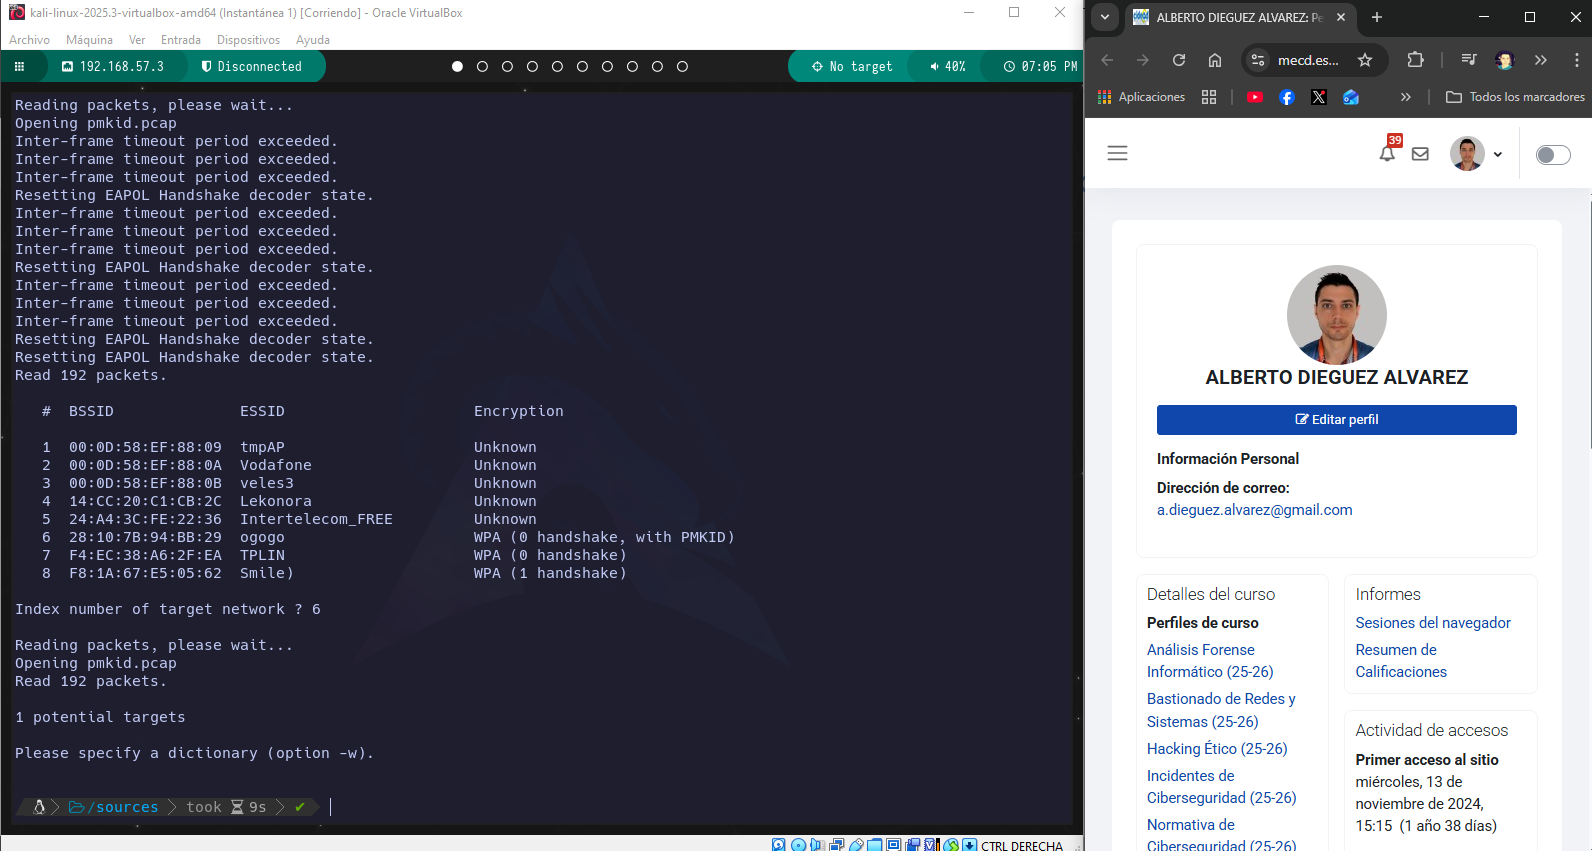 kali-linux-2025.3-virtualbox-amd64 (Instantánea 1) [Corriendo] - Oracle VirtualBox
Archivo Máquina Ver Entrada Dispositivos Ayuda
192.168.57.3 Disconnected No target 40% 07:05 PM
Reading packets, please wait...
Opening pmkid.pcap
Inter-frame timeout period exceeded.
Inter-frame timeout period exceeded.
Inter-frame timeout period exceeded.
Resetting EAPOL Handshake decoder state.
Inter-frame timeout period exceeded.
Inter-frame timeout period exceeded.
Inter-frame timeout period exceeded.
Resetting EAPOL Handshake decoder state.
Inter-frame timeout period exceeded.
Inter-frame timeout period exceeded.
Inter-frame timeout period exceeded.
Resetting EAPOL Handshake decoder state.
Resetting EAPOL Handshake decoder state.
Read 192 packets.
# BSSID ESSID Encryption
1 00:0D:58:EF:88:09 tmpAP Unknown
2 00:0D:58:EF:88:0A Vodafone Unknown
3 00:0D:58:EF:88:0B veles3 Unknown
4 14:CC:20:C1:CB:2C Lekonora Unknown
5 24:A4:3C:FE:22:36 Intertelecom_FREE Unknown
6 28:10:7B:94:BB:29 ogogo WPA (0 handshake, with PMKID)
7 F4:EC:38:A6:2F:EA TPLIN WPA (0 handshake)
8 F8:1A:67:E5:05:62 Smile) WPA (1 handshake)
Index number of target network ? 6
Reading packets, please wait...
Opening pmkid.pcap
Read 192 packets.
1 potential targets
Please specify a dictionary (option -w).
/sources took 9s
CTRL DERECHA
ALBERTO DIEGUEZ ALVAREZ: Pe
mecd.es...
Aplicaciones Todos los marcadores
39
ALBERTO DIEGUEZ ALVAREZ
Editar perfil
Información Personal
Dirección de correo:
a.dieguez.alvarez@gmail.com
Detalles del curso
Perfiles de curso
Análisis Forense
Informático (25-26)
Bastionado de Redes y
Sistemas (25-26)
Hacking Ético (25-26)
Incidentes de
Ciberseguridad (25-26)
Normativa de
Ciberseguridad (25-26)
Informes
Sesiones del navegador
Resumen de
Calificaciones
Actividad de accesos
Primer acceso al sitio
miércoles, 13 de
noviembre de 2024,
15:15 (1 año 38 días)